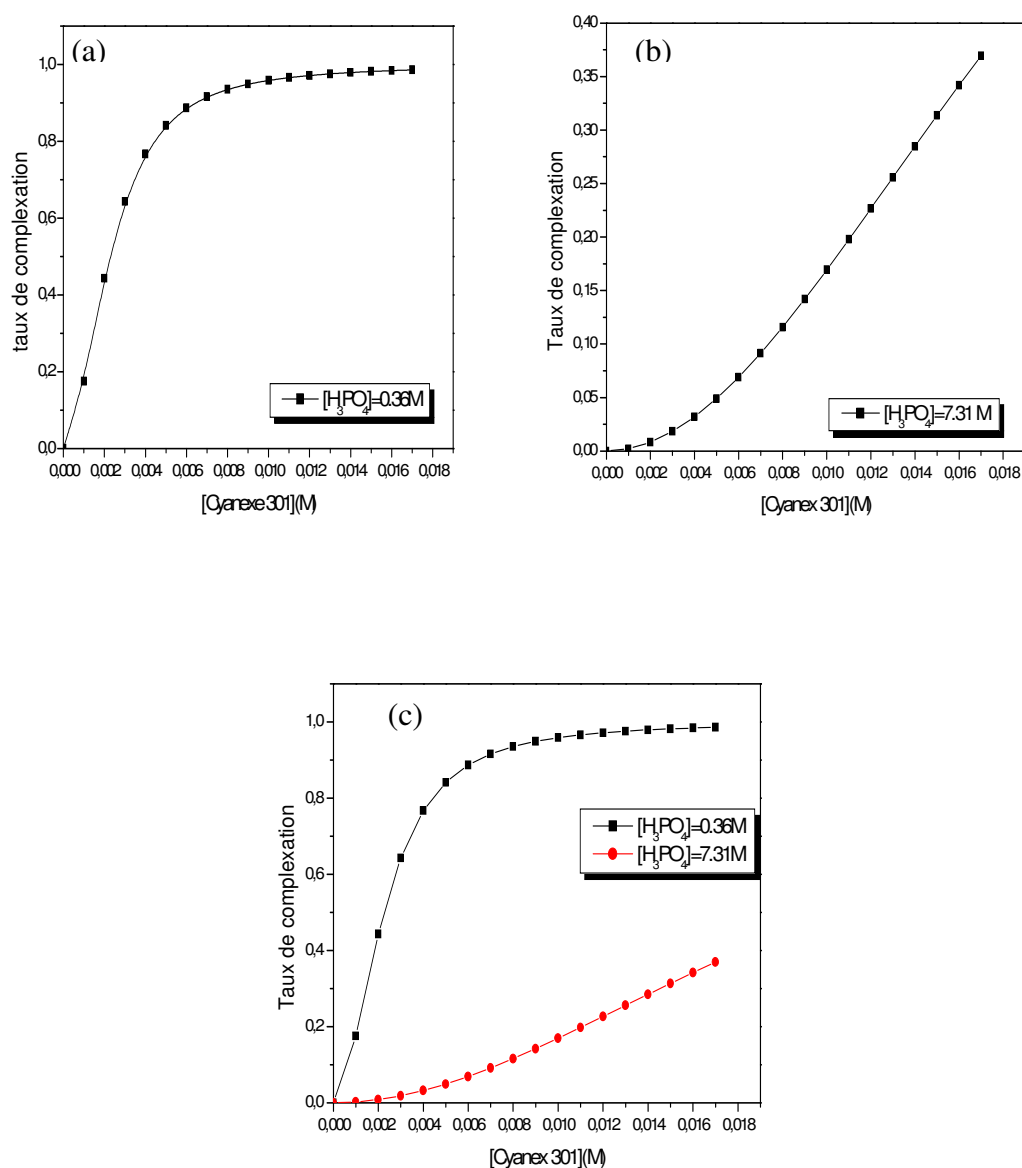 (a)
taux de complexation
1,0
0,8
0,6
0,4
0,2
0,0
0,000 0,002 0,004 0,006 0,008 0,010 0,012 0,014 0,016 0,018
[Cyanexe 301](M)
[H3PO4]=0.36M
(b)
Taux de complexation
0,40
0,35
0,30
0,25
0,20
0,15
0,10
0,05
0,00
0,000 0,002 0,004 0,006 0,008 0,010 0,012 0,014 0,016 0,018
[Cyanex 301](M)
[H3PO4]=7.31 M
(c)
Taux de complexation
1,0
0,8
0,6
0,4
0,2
0,0
0,000 0,002 0,004 0,006 0,008 0,010 0,012 0,014 0,016 0,018
[Cyanex 301](M)
[H3PO4]=0.36M
[H3PO4]=7.31M